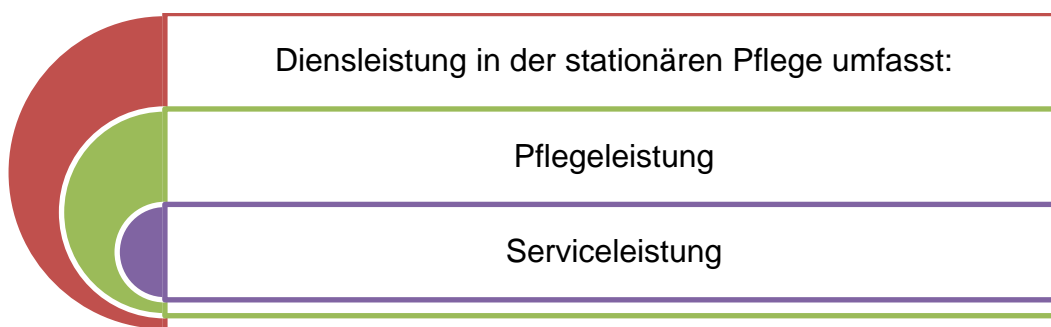 Diensleistung in der stationären Pflege umfasst:
Pflegeleistung
Serviceleistung